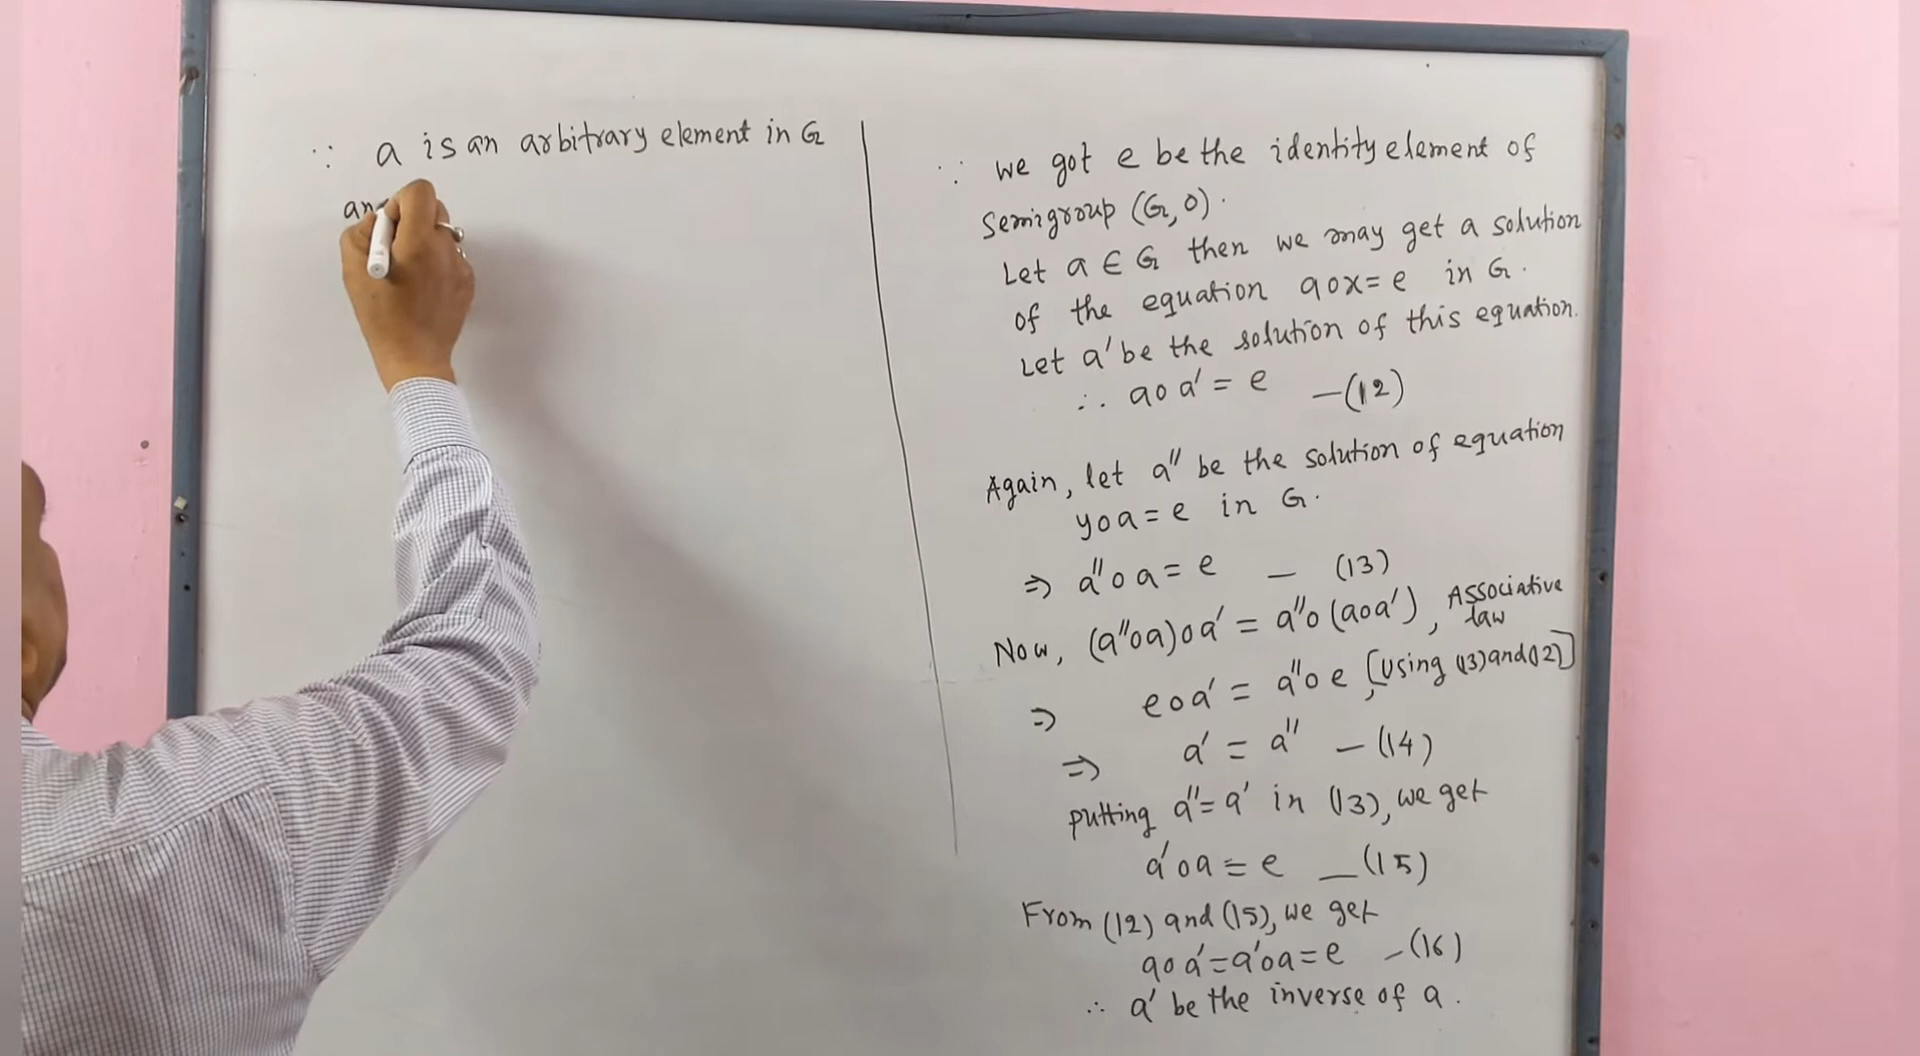 ∵ a is an arbitrary element in G
an
∵ we got e be the identity element of
Semigroup (G, o).
Let a ∈ G then we may get a solution
of the equation aox = e in G.
Let a' be the solution of this equation.
∴ aoa' = e —(12)
Again, let a'' be the solution of equation
yoa = e in G.
⇒ a''oa = e — (13)
Now, (a''oa)oa' = a''o(aoa'), Associative law
⇒ eoa' = a''oe, [Using (13) and (12)]
⇒ a' = a'' —(14)
putting a'' = a' in (13), we get
a'oa = e —(15)
From (12) and (15), we get
aoa' = a'oa = e —(16)
∴ a' be the inverse of a.